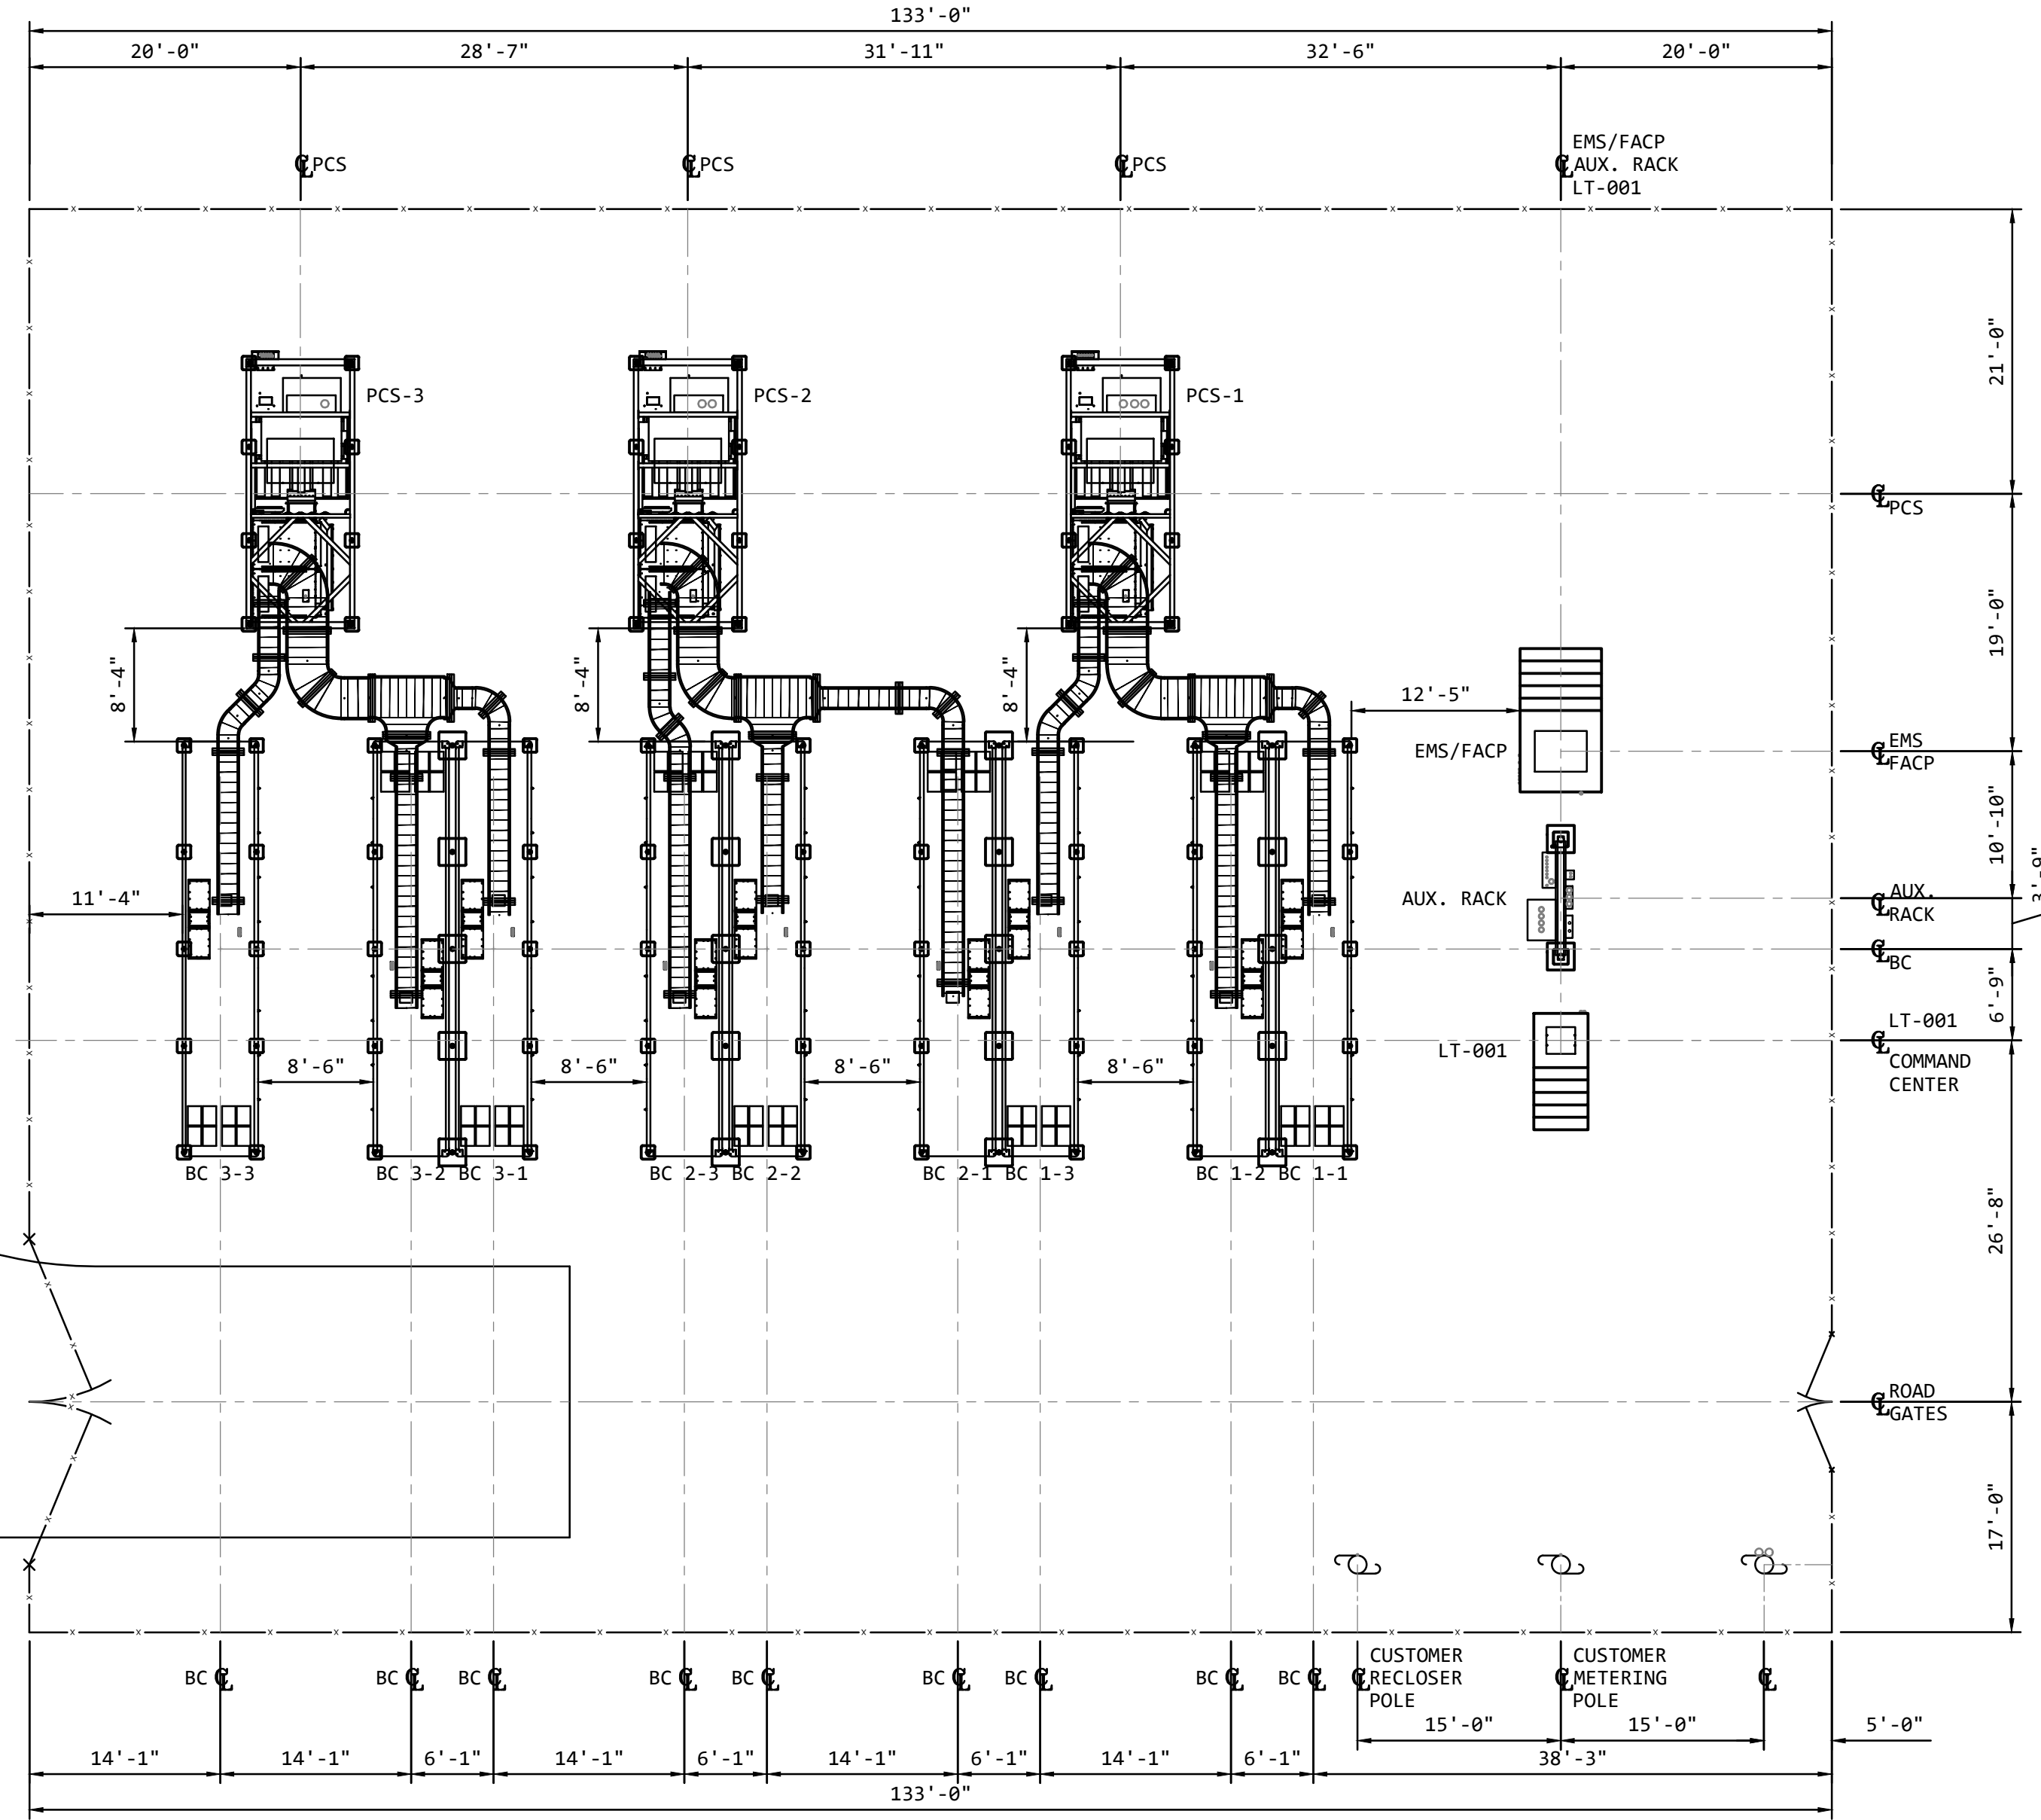 133'-0"
20'-0"
28'-7"
31'-11"
32'-6"
20'-0"
℄ PCS
℄ PCS
℄ PCS
EMS/FACP
℄ AUX. RACK
LT-001
PCS-3
PCS-2
PCS-1
21'-0"
℄ PCS
19'-0"
8'-4"
8'-4"
8'-4"
12'-5"
EMS/FACP
℄ EMS
FACP
10'-10"
3'-9"
11'-4"
AUX. RACK
℄ AUX.
RACK
℄ BC
6'-9"
LT-001
LT-001
℄
COMMAND
CENTER
8'-6"
8'-6"
8'-6"
8'-6"
BC 3-3
BC 3-2
BC 3-1
BC 2-3
BC 2-2
BC 2-1
BC 1-3
BC 1-2
BC 1-1
26'-8"
℄ ROAD
GATES
17'-0"
BC ℄
BC ℄
BC ℄
BC ℄
BC ℄
BC ℄
BC ℄
BC ℄
BC ℄
CUSTOMER
℄ RECLOSER
POLE
CUSTOMER
℄ METERING
POLE
℄
15'-0"
15'-0"
5'-0"
14'-1"
14'-1"
6'-1"
14'-1"
6'-1"
14'-1"
6'-1"
14'-1"
6'-1"
38'-3"
133'-0"